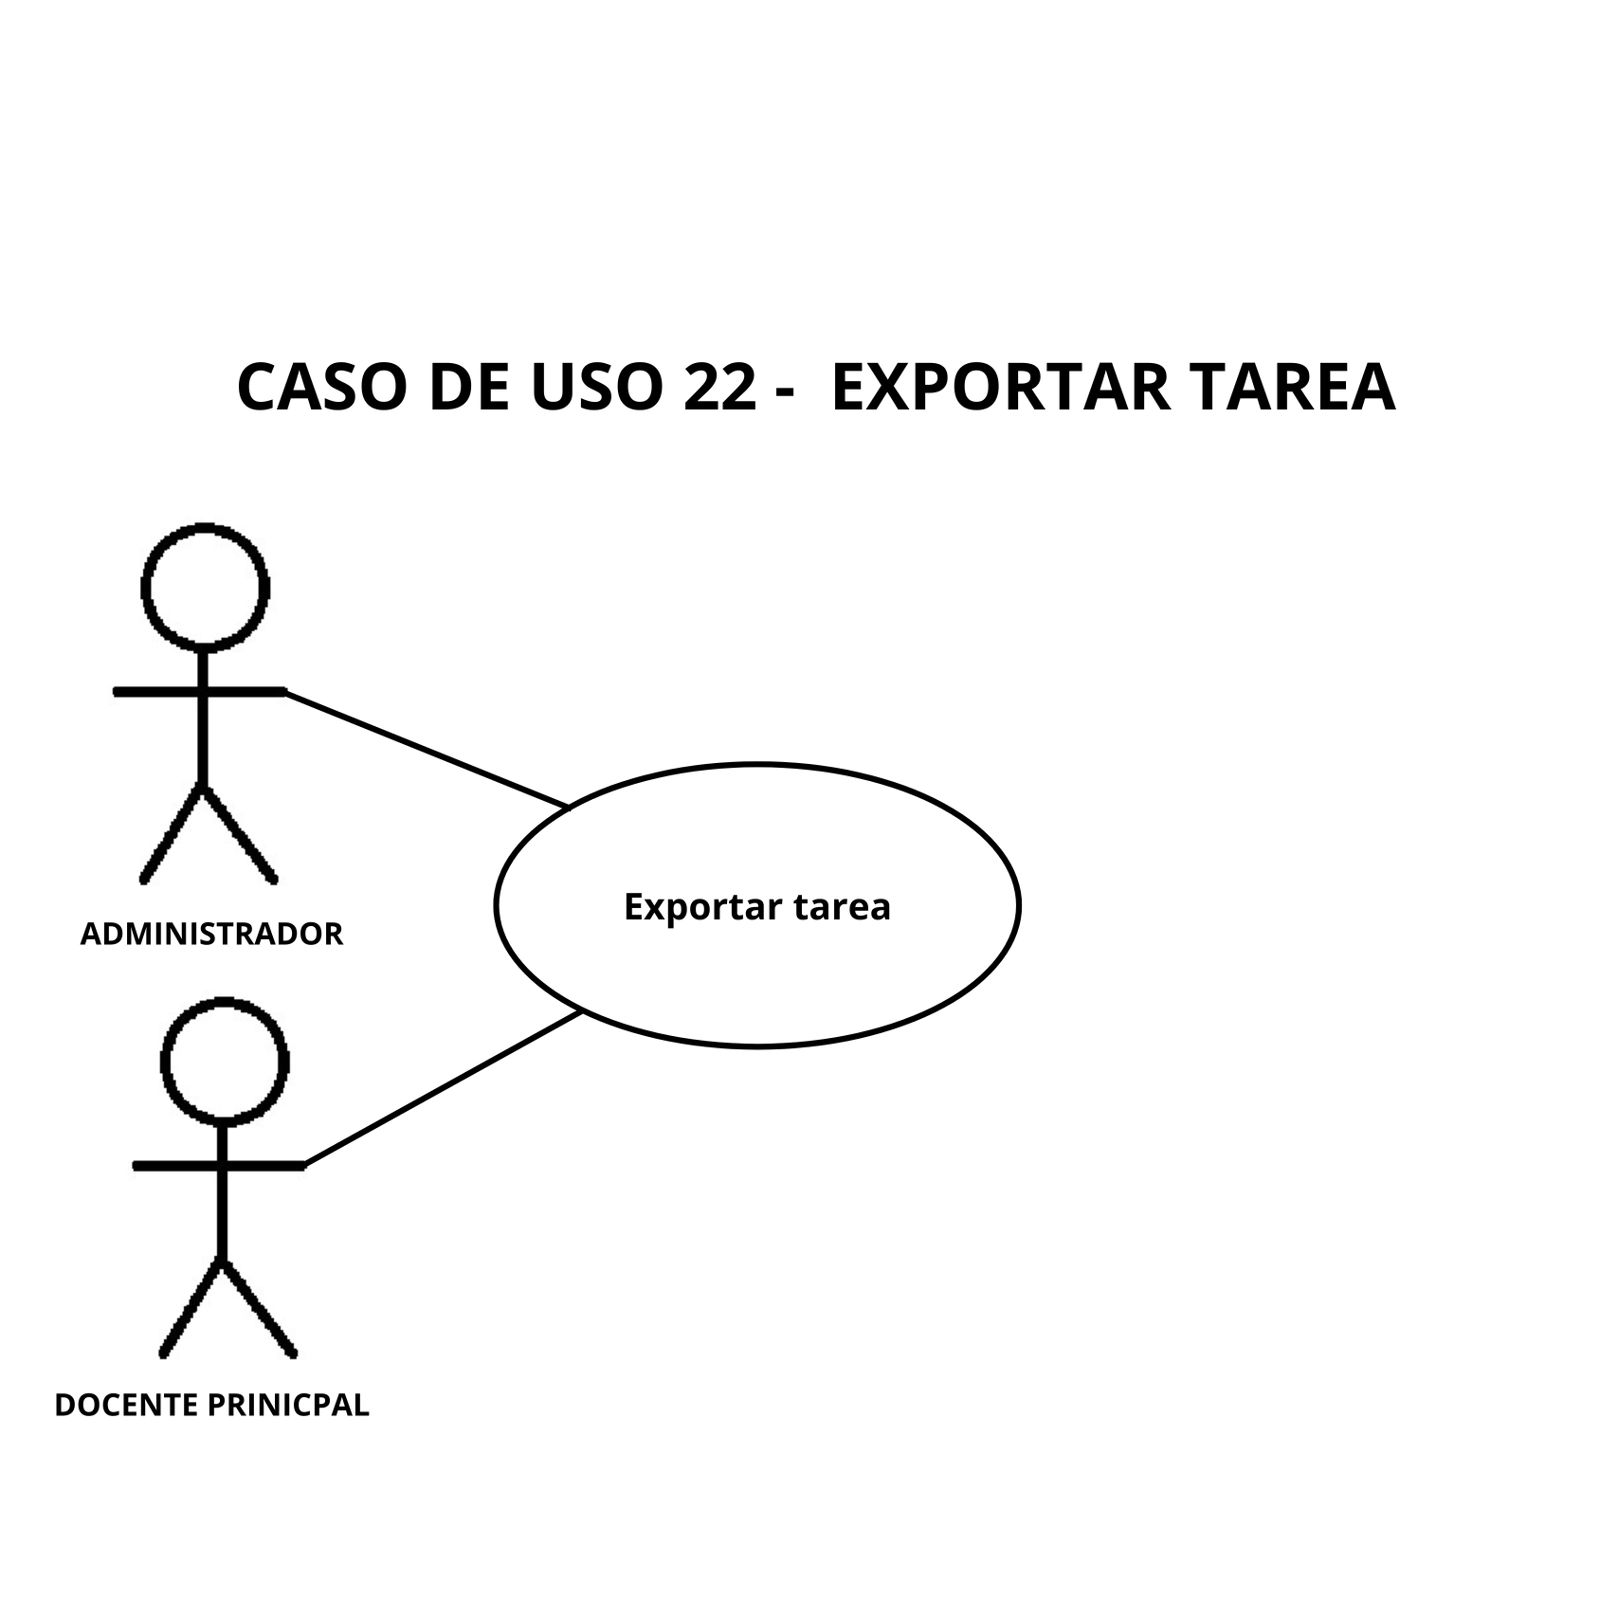 CASO DE USO 22 -  EXPORTAR TAREA
Exportar tarea
ADMINISTRADOR
DOCENTE PRINICPAL